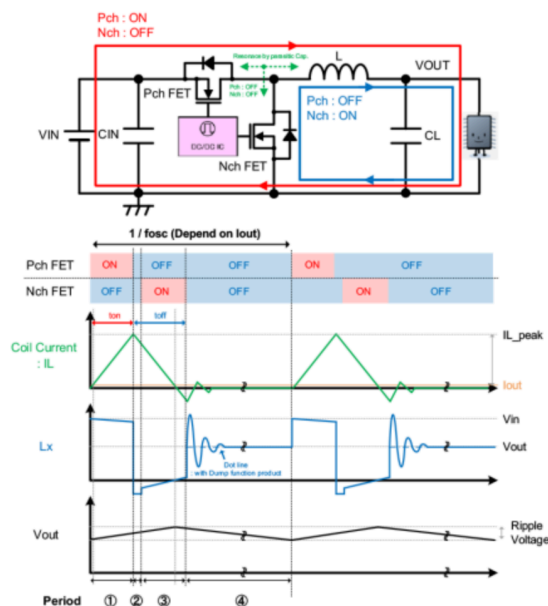 Pch : ON
Nch : OFF
Resonance by parasitic Cap.
L
VOUT
Pch FET
Pch : OFF
Nch : OFF
Pch : OFF
Nch : ON
VIN
CIN
DC/DC IC
CL
Nch FET
1 / fosc (Depend on Iout)
Pch FET ON OFF OFF ON OFF
Nch FET OFF ON OFF ON OFF
ton toff
IL_peak
Coil Current
: IL
Iout
Vin
Lx
Vout
Dot line
: with Dump function product
Vout
Ripple
Voltage
Period ① ② ③ ④